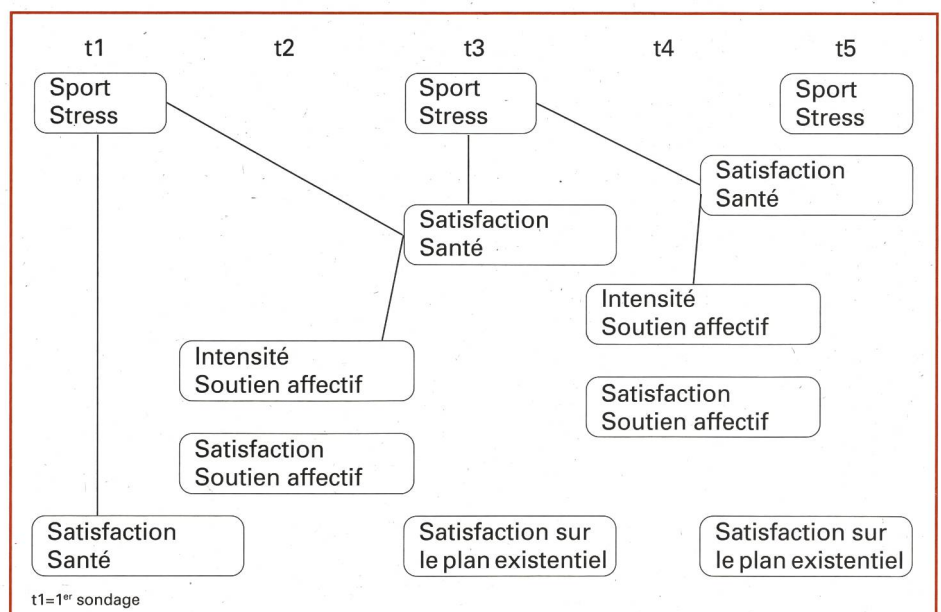 t1 t2 t3 t4 t5
Sport
Stress
Sport
Stress
Sport
Stress
Satisfaction
Santé
Satisfaction
Santé
Intensité
Soutien affectif
Intensité
Soutien affectif
Satisfaction
Soutien affectif
Satisfaction
Soutien affectif
Satisfaction
Santé
Satisfaction sur
le plan existentiel
Satisfaction sur
le plan existentiel
t1=1er sondage